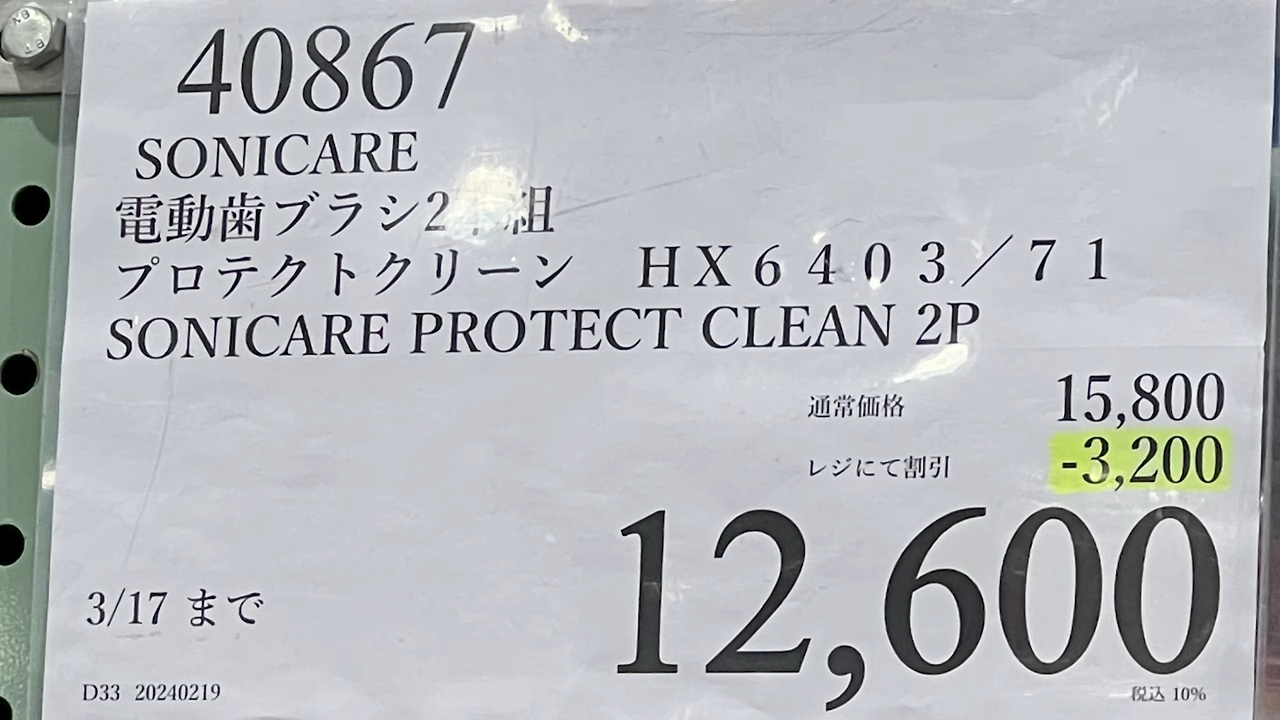 40867
SONICARE
電動歯ブラシ2 組
プロテクトクリーン　ＨＸ６４０３／７１
SONICARE PROTECT CLEAN 2P
通常価格 15,800
レジにて割引 -3,200
12,600
3/17 まで
D33 20240219
税込 10%